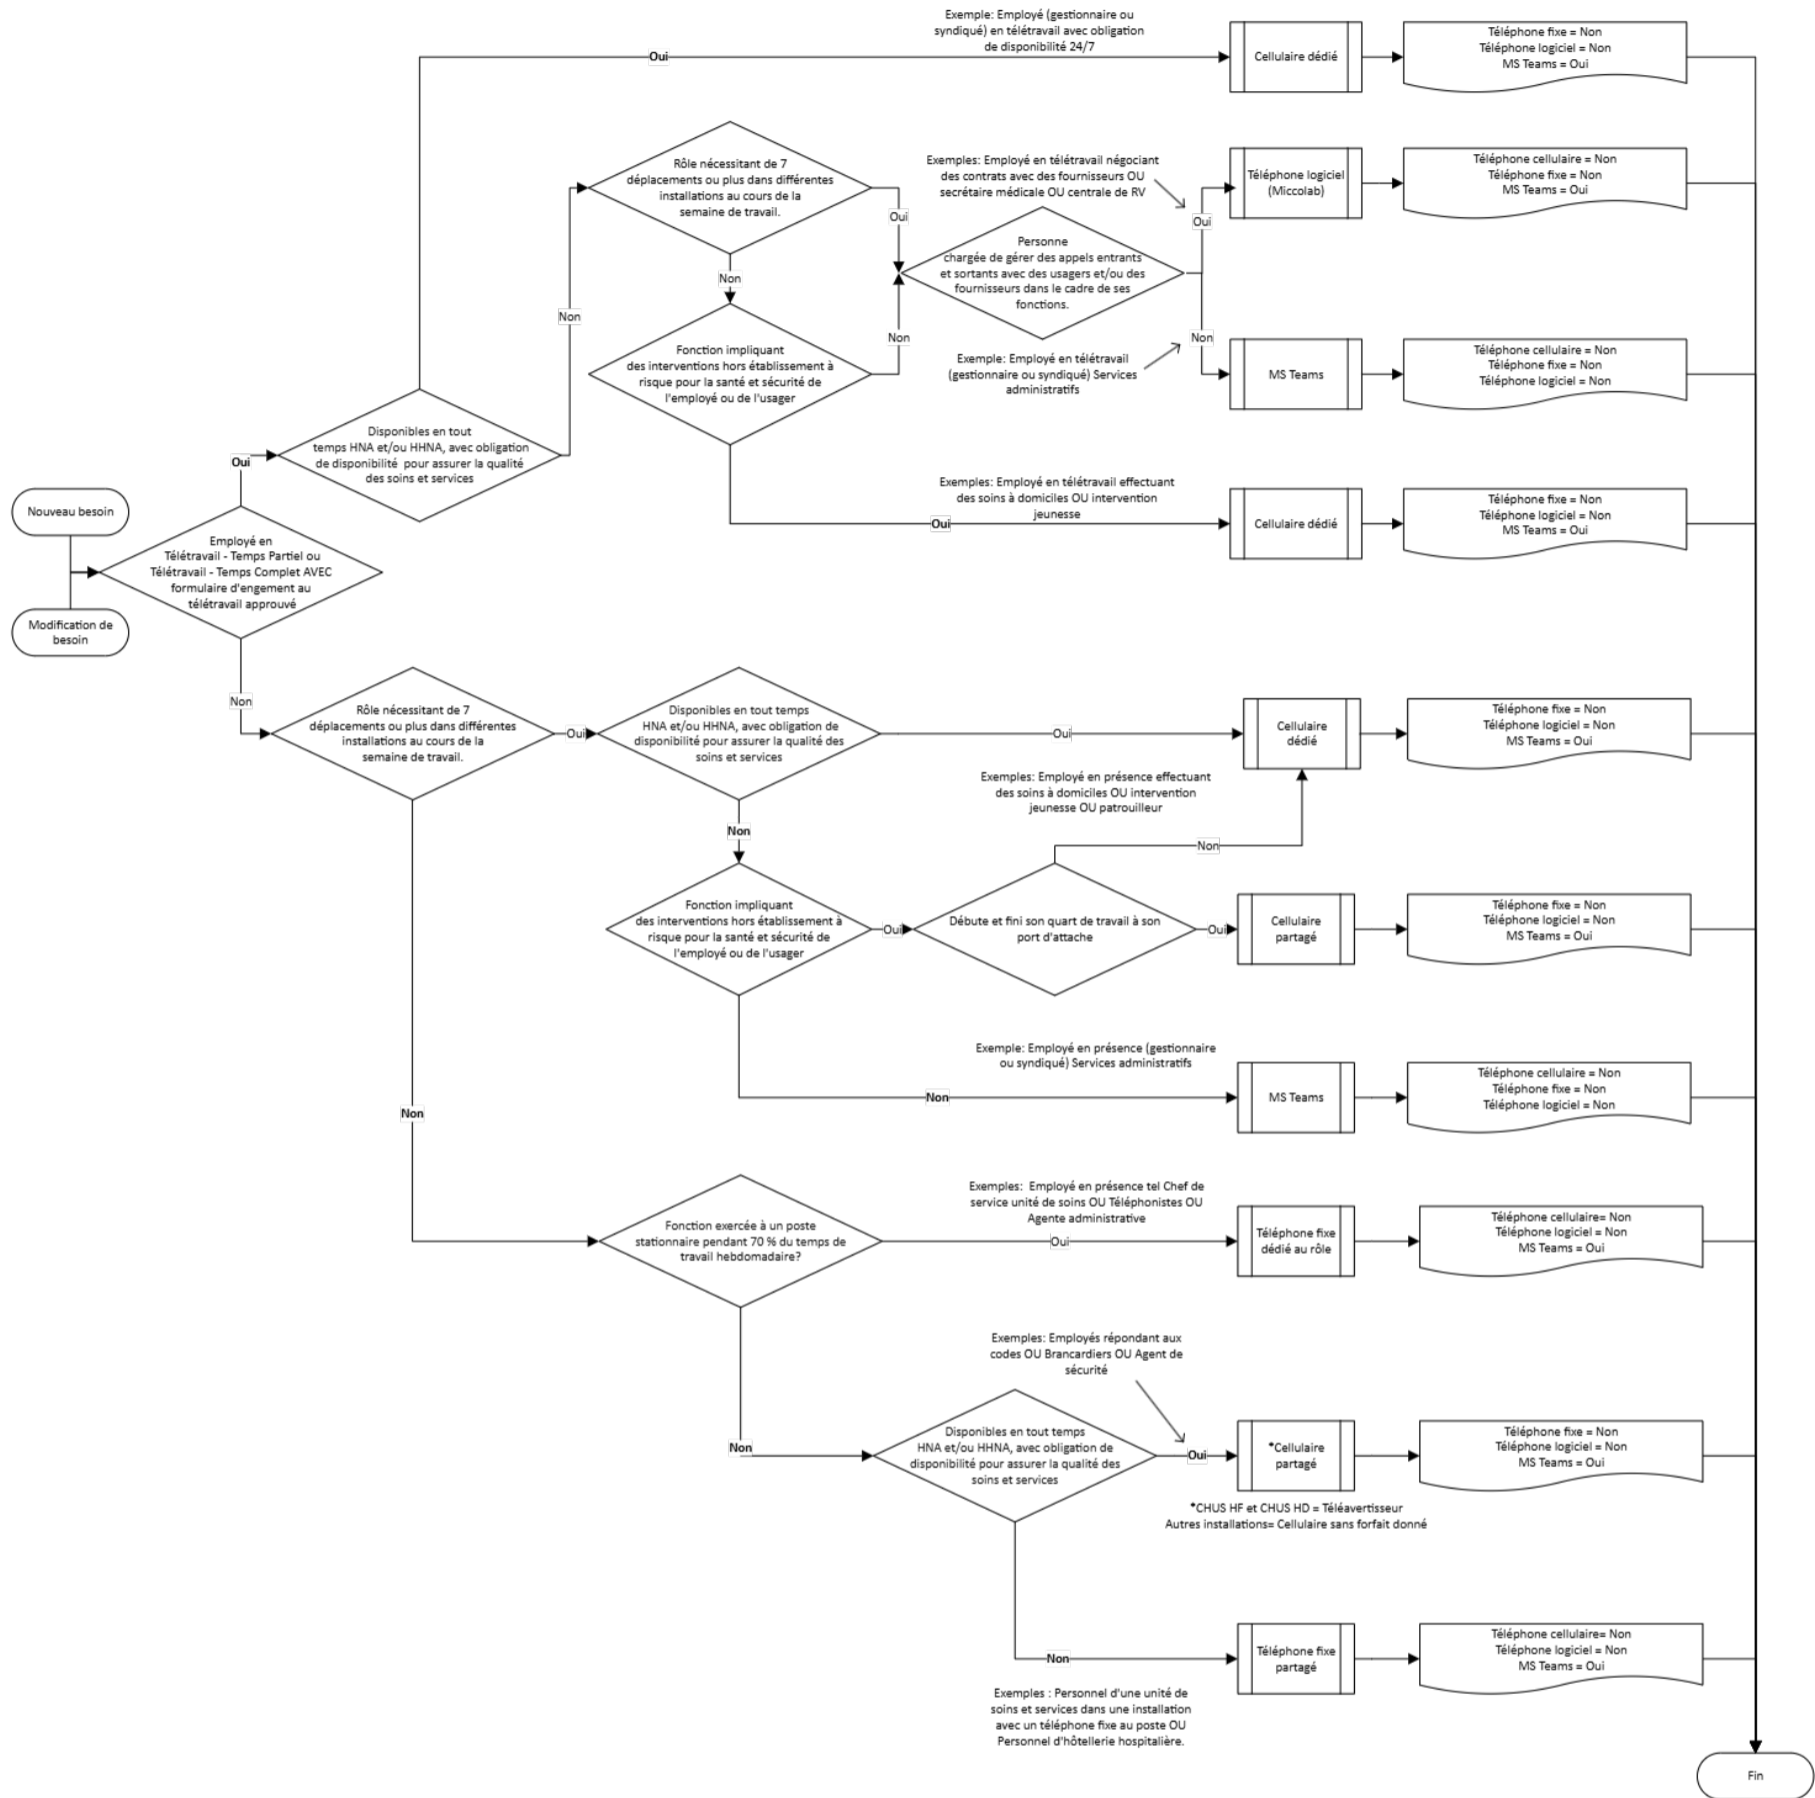 Exemple: Employé (gestionnaire ou
syndiqué) en télétravail avec obligation
de disponibilité 24/7
Oui
Cellulaire dédié
Téléphone fixe = Non
Téléphone logiciel = Non
MS Teams = Oui
Rôle nécessitant de 7
déplacements ou plus dans différentes
installations au cours de la
semaine de travail.
Oui
Non
Exemples: Employé en télétravail négociant
des contrats avec des fournisseurs OU
secrétaire médicale OU centrale de RV
Téléphone logiciel
(Miccolab)
Téléphone cellulaire = Non
Téléphone fixe = Non
MS Teams = Oui
Oui
Personne
chargée de gérer des appels entrants
et sortants avec des usagers et/ou des
fournisseurs dans le cadre de ses
fonctions.
Non
Non
Fonction impliquant
des interventions hors établissement à
risque pour la santé et sécurité de
l'employé ou de l'usager
Non
Exemple: Employé en télétravail
(gestionnaire ou syndiqué) Services
administratifs
MS Teams
Téléphone cellulaire = Non
Téléphone fixe = Non
Téléphone logiciel = Non
Disponibles en tout
temps HNA et/ou HHNA, avec obligation
de disponibilité pour assurer la qualité
des soins et services
Oui
Exemples: Employé en télétravail effectuant
des soins à domiciles OU intervention
jeunesse
Oui
Cellulaire dédié
Téléphone fixe = Non
Téléphone logiciel = Non
MS Teams = Oui
Nouveau besoin
Employé en
Télétravail - Temps Partiel ou
Télétravail - Temps Complet AVEC
formulaire d'engement au
télétravail approuvé
Modification de
besoin
Non
Rôle nécessitant de 7
déplacements ou plus dans différentes
installations au cours de la
semaine de travail.
Oui
Disponibles en tout temps
HNA et/ou HHNA, avec obligation de
disponibilité pour assurer la qualité des
soins et services
Oui
Cellulaire
dédié
Téléphone fixe = Non
Téléphone logiciel = Non
MS Teams = Oui
Exemples: Employé en présence effectuant
des soins à domiciles OU intervention
jeunesse OU patrouilleur
Non
Non
Fonction impliquant
des interventions hors établissement à
risque pour la santé et sécurité de
l'employé ou de l'usager
Oui
Débute et fini son quart de travail à son
port d'attache
Oui
Cellulaire
partagé
Téléphone fixe = Non
Téléphone logiciel = Non
MS Teams = Oui
Exemple: Employé en présence (gestionnaire
ou syndiqué) Services administratifs
Non
MS Teams
Téléphone cellulaire = Non
Téléphone fixe = Non
Téléphone logiciel = Non
Non
Fonction exercée à un poste
stationnaire pendant 70 % du temps de
travail hebdomadaire?
Exemples: Employé en présence tel Chef de
service unité de soins OU Téléphonistes OU
Agente administrative
Oui
Téléphone fixe
dédié au rôle
Téléphone cellulaire= Non
Téléphone logiciel = Non
MS Teams = Oui
Exemples: Employés répondant aux
codes OU Brancardiers OU Agent de
sécurité
Non
Disponibles en tout temps
HNA et/ou HHNA, avec obligation de
disponibilité pour assurer la qualité des
soins et services
Oui
*Cellulaire
partagé
Téléphone fixe = Non
Téléphone logiciel = Non
MS Teams = Oui
*CHUS HF et CHUS HD = Téléavertisseur
Autres installations= Cellulaire sans forfait donné
Non
Téléphone fixe
partagé
Téléphone cellulaire= Non
Téléphone logiciel = Non
MS Teams = Oui
Exemples : Personnel d'une unité de
soins et services dans une installation
avec un téléphone fixe au poste OU
Personnel d'hôtellerie hospitalière.
Fin